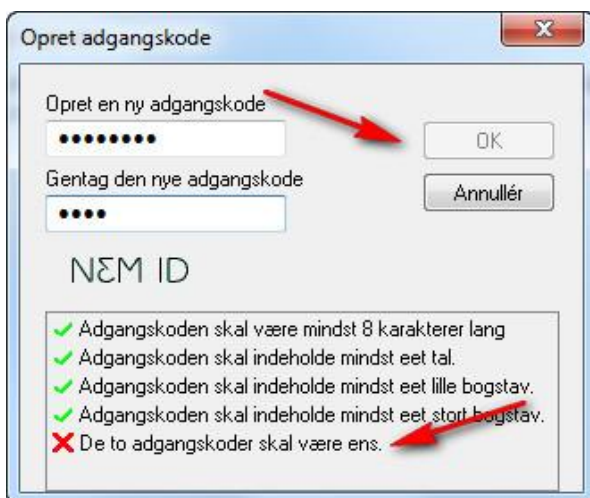 Opret adgangskode
Opret en ny adgangskode
OK
Gentag den nye adgangskode
Annullér
NEM ID
Adgangskoden skal være mindst 8 karakterer lang
Adgangskoden skal indeholde mindst eet tal.
Adgangskoden skal indeholde mindst eet lille bogstav.
Adgangskoden skal indeholde mindst eet stort bogstav.
De to adgangskoder skal være ens.